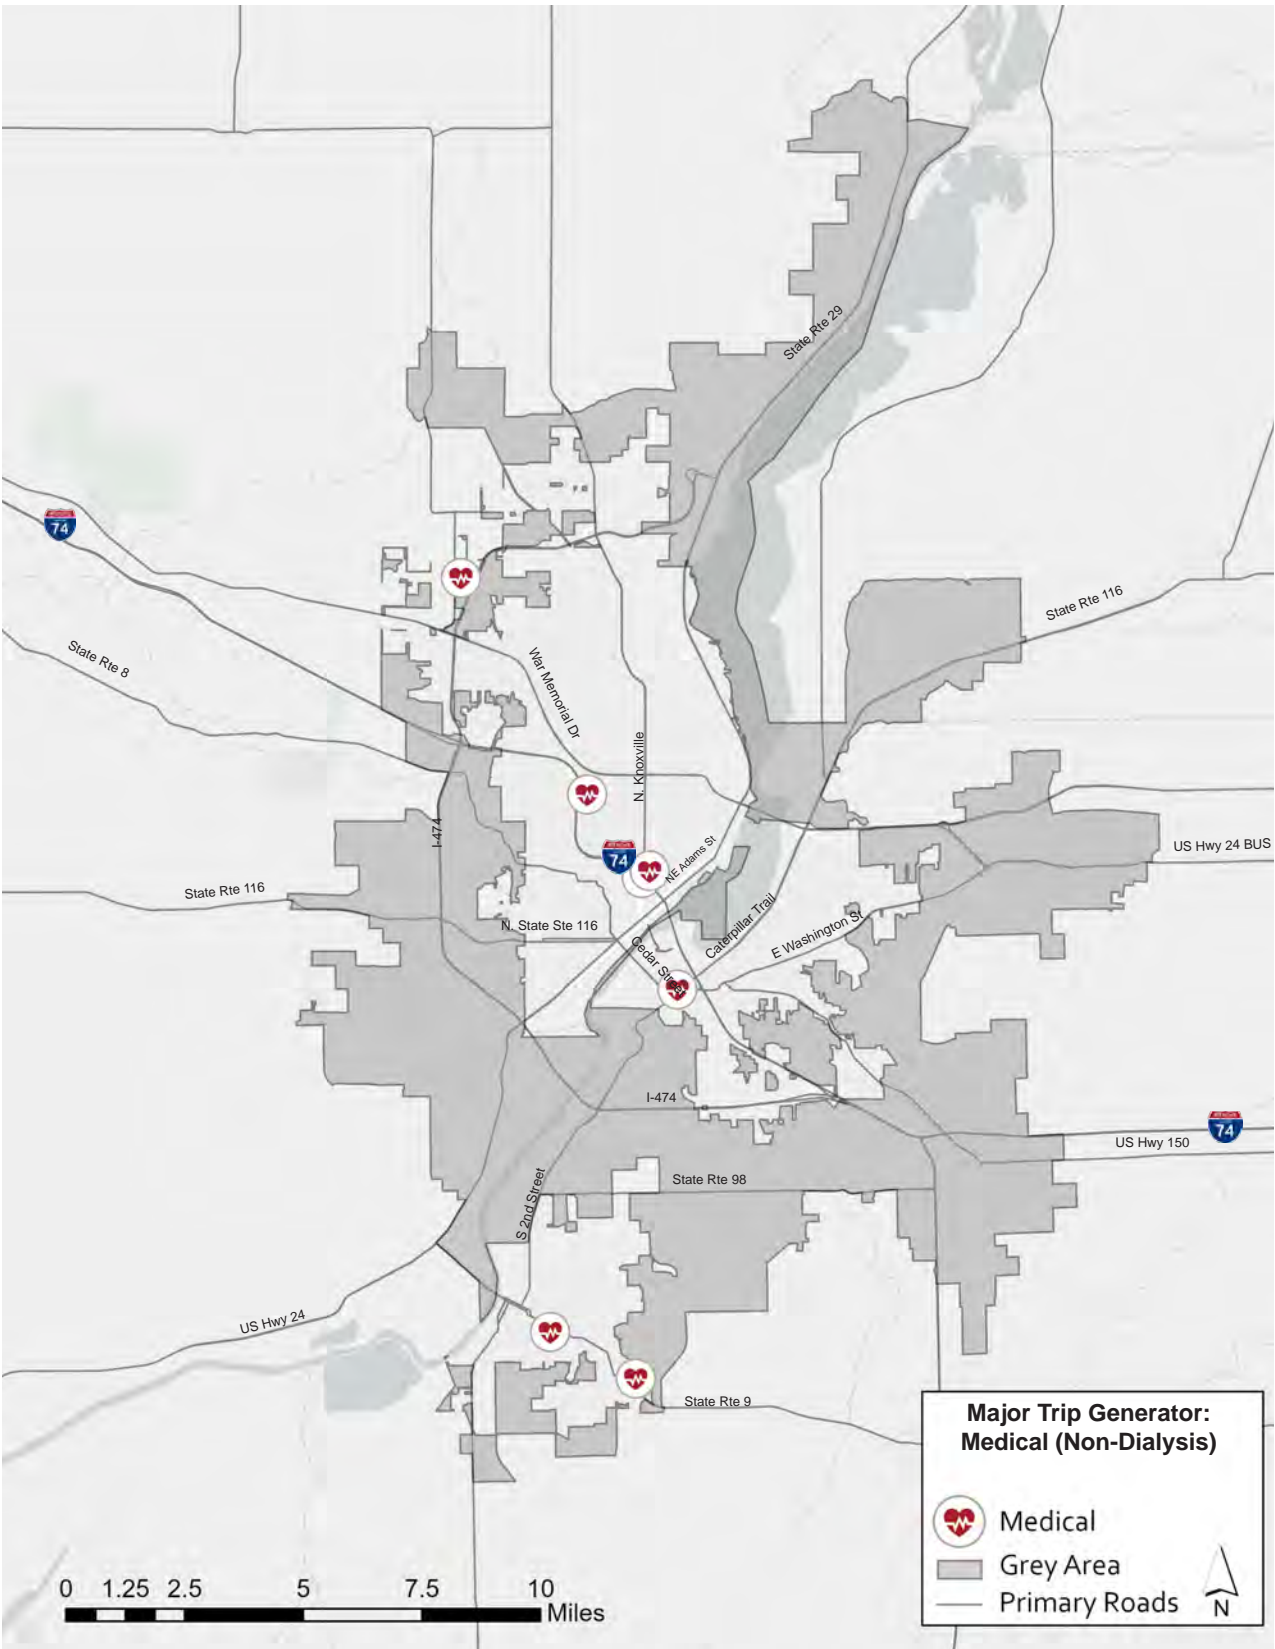 State Rte 29
74
State Rte 116
State Rte 8
War Memorial Dr
N. Knoxville
I-474
NE Adams St
74
US Hwy 24 BUS
State Rte 116
N. State Ste 116
Cedar Street
Caterpillar Trail
E Washington St
I-474
74
US Hwy 150
State Rte 98
S 2nd Street
US Hwy 24
State Rte 9
Major Trip Generator:
Medical (Non-Dialysis)
Medical
Grey Area
Primary Roads
N
0 1.25 2.5 5 7.5 10
Miles